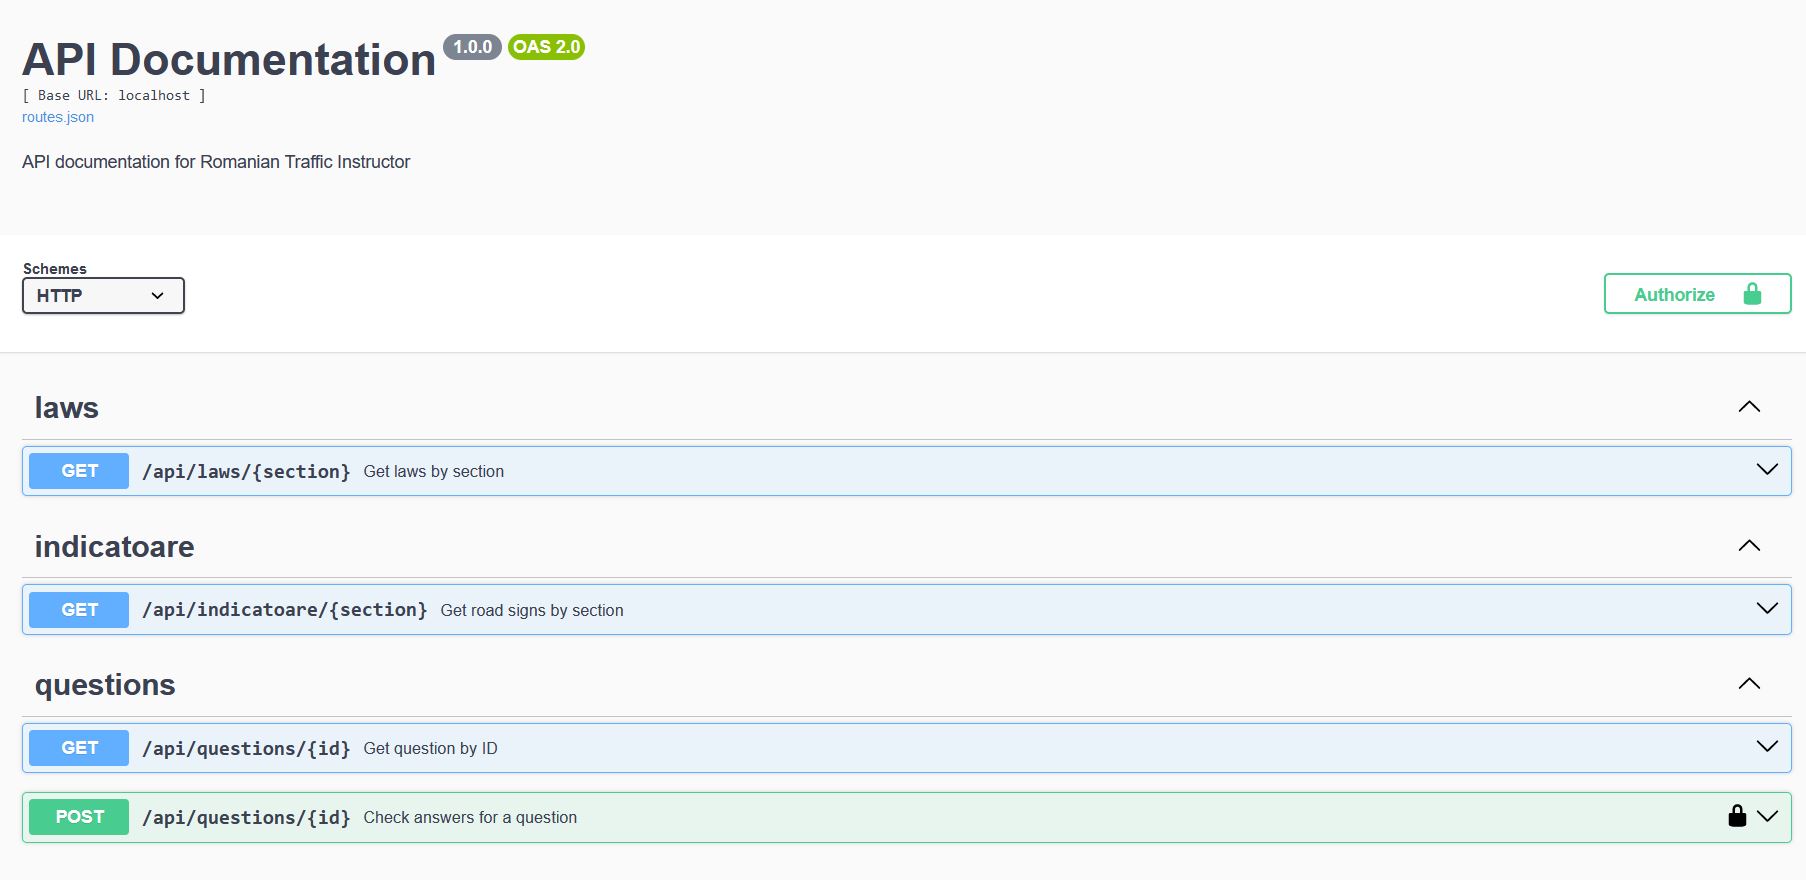 API Documentation 1.0.0 OAS 2.0
[ Base URL: localhost ]
routes.json
API documentation for Romanian Traffic Instructor
Schemes
HTTP
Authorize
laws
GET /api/laws/{section} Get laws by section
indicatoare
GET /api/indicatoare/{section} Get road signs by section
questions
GET /api/questions/{id} Get question by ID
POST /api/questions/{id} Check answers for a question